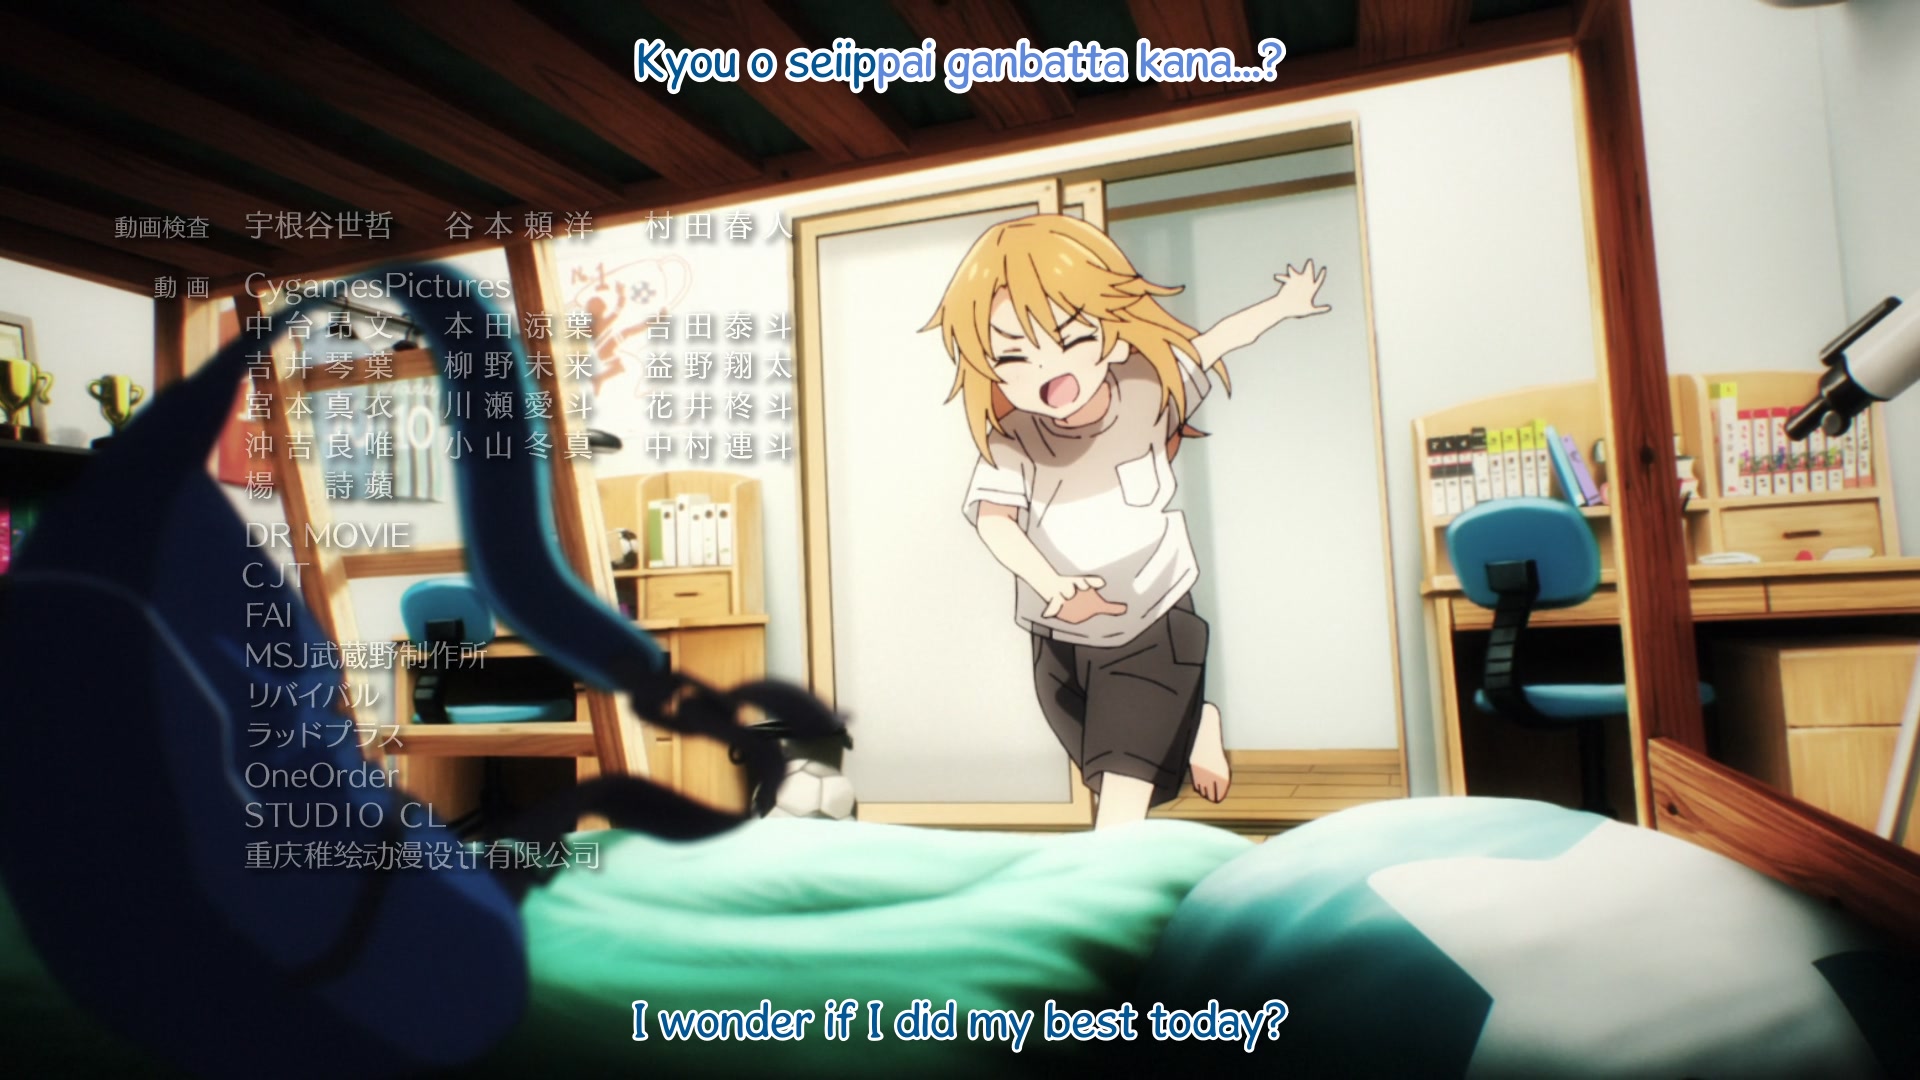 Kyou o seiippai ganbatta kana...?
動画検査 宇根谷世哲 谷本頼洋 村田春人
動画 CygamesPictures
中台昂文 本田涼葉 吉田泰斗
吉井琴葉 柳野未来 益野翔太
宮本真衣 川瀬愛斗 花井柊斗
沖吉良唯 小山冬真 中村連斗
楊詩蘋
DR MOVIE
CJT
FAI
MSJ武蔵野制作所
リバイバル
ラッドプラス
OneOrder
STUDIO CL
重庆稚绘动漫设计有限公司
No.1
10
I wonder if I did my best today?